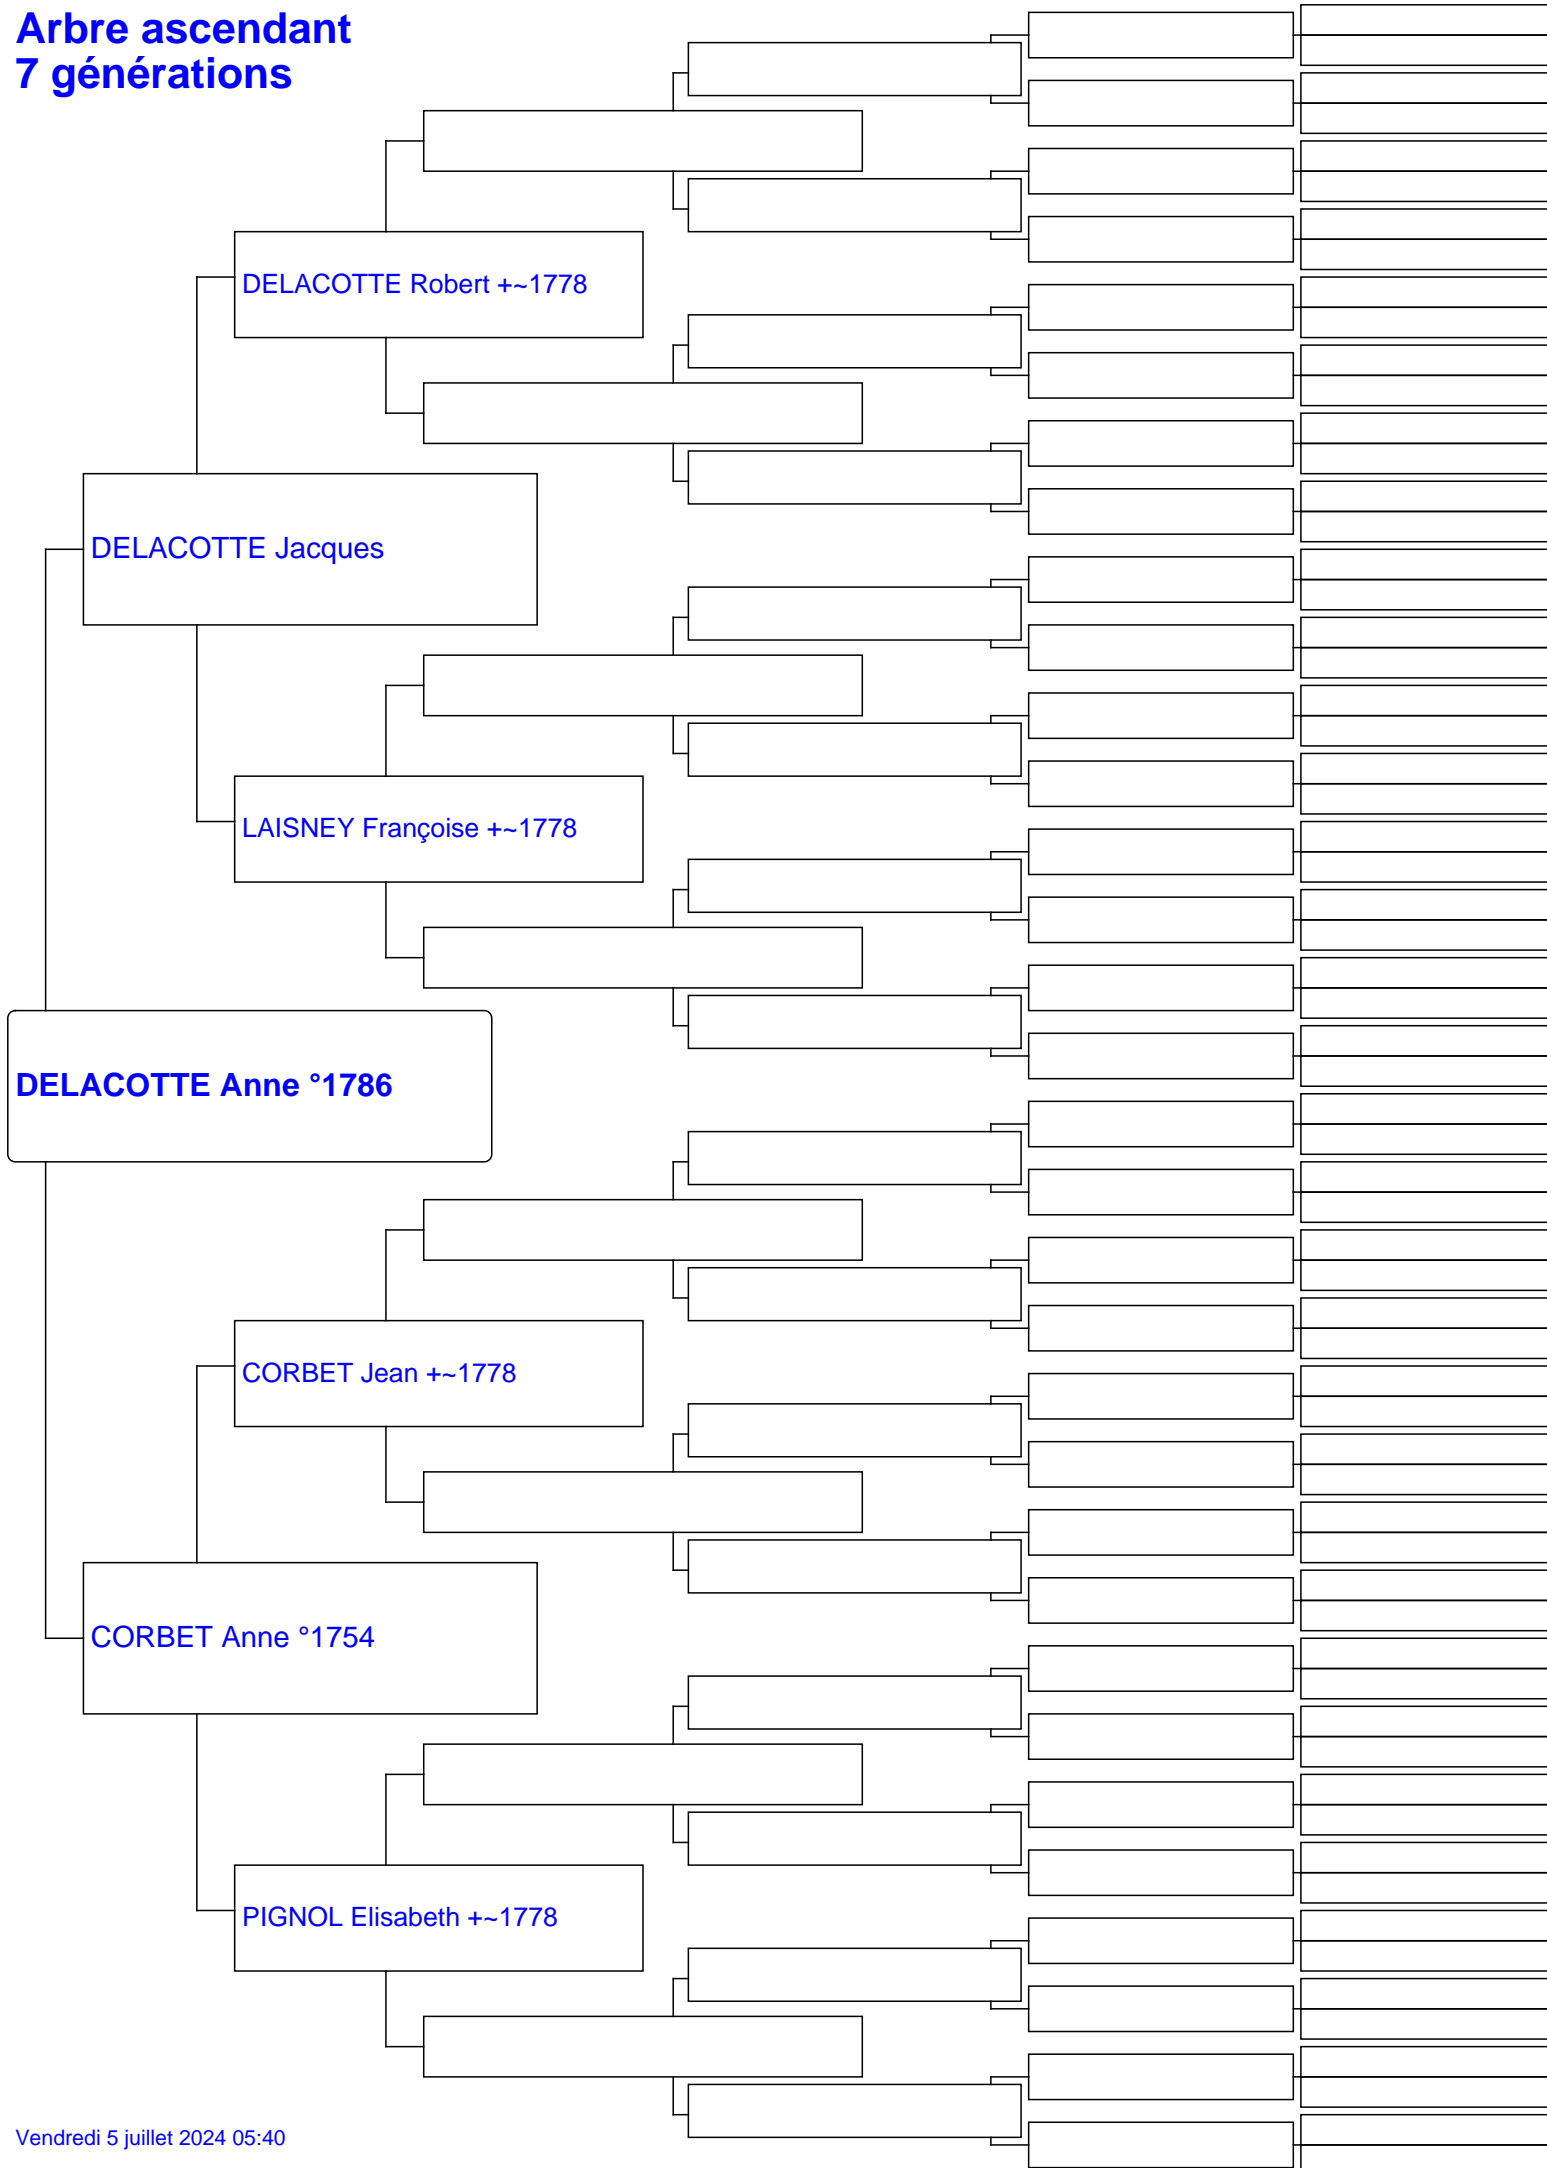 Arbre ascendant
7 générations
DELACOTTE Robert +~1778
DELACOTTE Jacques
LAISNEY Françoise +~1778
DELACOTTE Anne °1786
CORBET Jean +~1778
CORBET Anne °1754
PIGNOL Elisabeth +~1778
Vendredi 5 juillet 2024 05:40